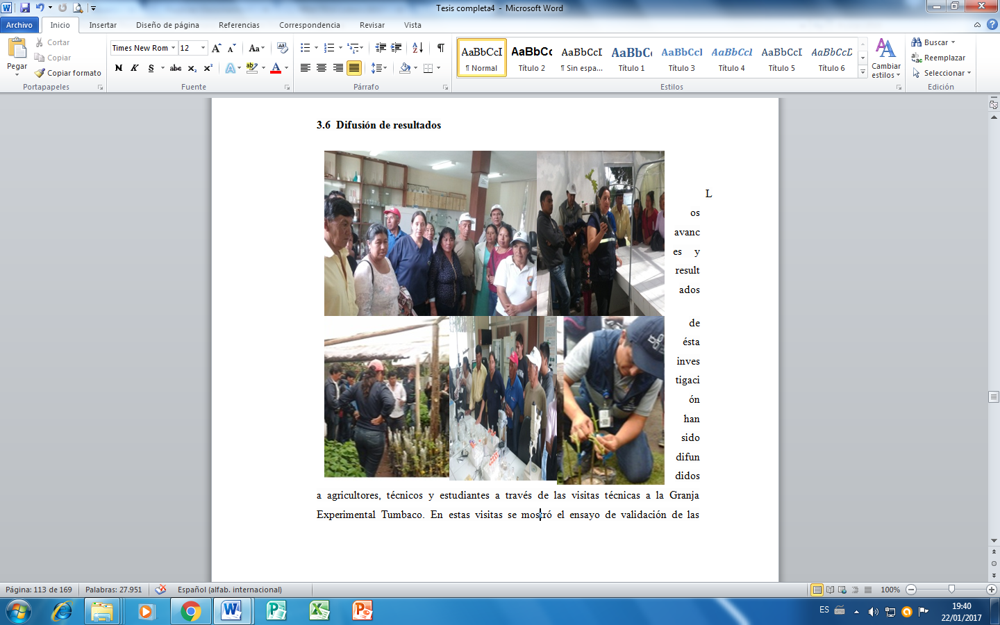 Tesis completa4 - Microsoft Word
Archivo Inicio Insertar Diseño de página Referencias Correspondencia Revisar Vista
Pegar
Cortar
Copiar
Copiar formato
Portapapeles
Times New Rom 12
N K S abc x₂ x²
Fuente
Párrafo
AaBbCcI AaBbCc AaBbCcI AaBbCc AaBbCcI AaBbCcI AaBbCcI AaBbCcD
¶ Normal Título 2 ¶ Sin espa... Título 1 Título 3 Título 4 Título 5 Título 6
Estilos
Cambiar
estilos
Buscar
Reemplazar
Seleccionar
Edición
3.6 Difusión de resultados
L
os
avanc
es y
result
ados
de
ésta
inves
tigaci
ón
han
sido
difun
didos
a agricultores, técnicos y estudiantes a través de las visitas técnicas a la Granja
Experimental Tumbaco. En estas visitas se mostró el ensayo de validación de las
Página: 113 de 169 Palabras: 27.951 Español (alfab. internacional) 100%
ES
19:40
22/01/2017